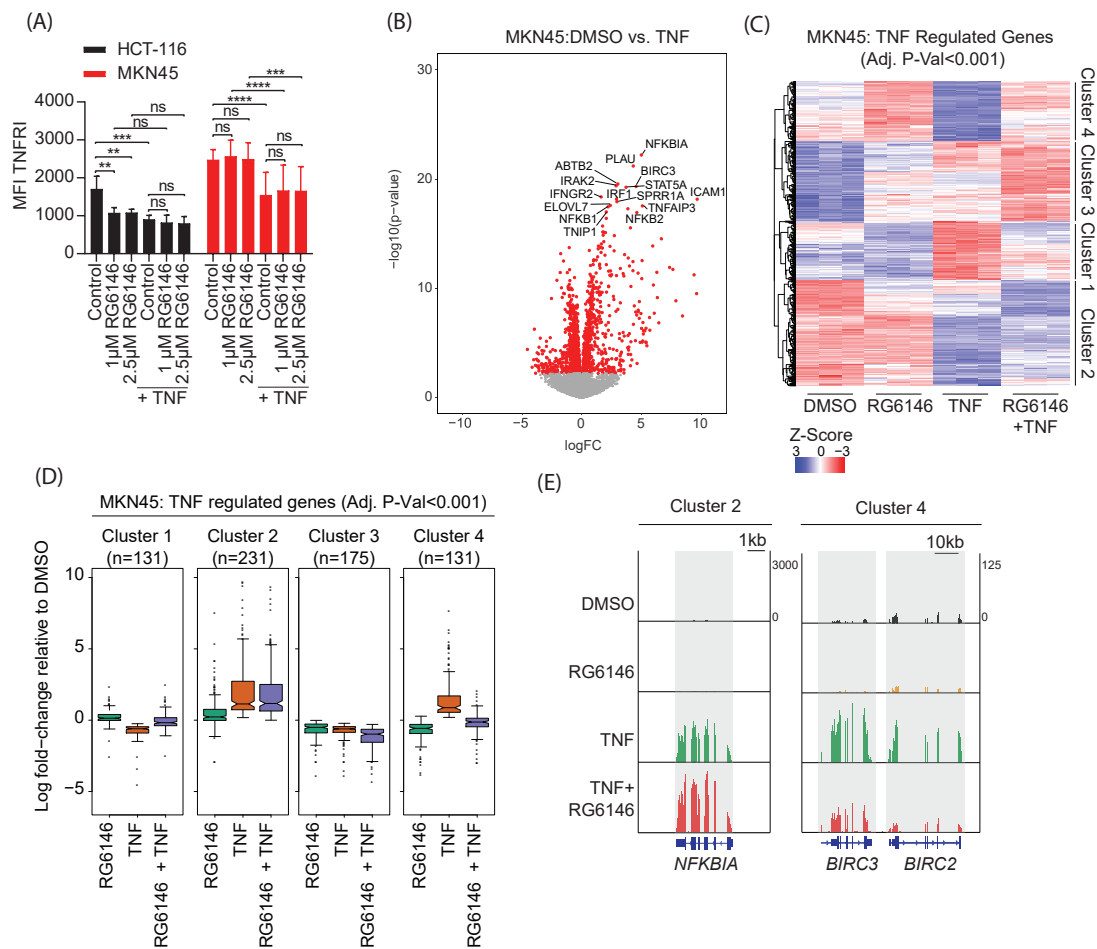 (A)
HCT-116
MKN45
MFI TNFRI
4000
3000
2000
1000
0
**
**
***
ns
ns
ns
ns
ns
ns
****
****
***
ns
ns
Control
1µM RG6146
2.5µM RG6146
Control
1µM RG6146
2.5µM RG6146
+ TNF
Control
1µM RG6146
2.5µM RG6146
Control
1µM RG6146
2.5µM RG6146
+ TNF
(B)
MKN45:DMSO vs. TNF
−log10(p−value)
30
20
10
0
NFKBIA
PLAU
ABTB2
BIRC3
IRAK2
STAT5A
IFNGR2
IRF1
SPRR1A
ICAM1
ELOVL7
TNFAIP3
NFKB1
NFKB2
TNIP1
−10
−5
0
5
10
logFC
(C)
MKN45: TNF Regulated Genes
(Adj. P-Val<0.001)
Cluster 4
Cluster 3
Cluster 1
Cluster 2
DMSO
RG6146
TNF
RG6146
+TNF
Z-Score
3 0 -3
(D)
MKN45: TNF regulated genes (Adj. P-Val<0.001)
Cluster 1
(n=131)
Cluster 2
(n=231)
Cluster 3
(n=175)
Cluster 4
(n=131)
Log fold−change relative to DMSO
10
5
0
−5
RG6146
TNF
RG6146 + TNF
RG6146
TNF
RG6146 + TNF
RG6146
TNF
RG6146 + TNF
RG6146
TNF
RG6146 + TNF
(E)
Cluster 2
Cluster 4
1kb
10kb
3000
0
125
0
DMSO
RG6146
TNF
TNF+
RG6146
NFKBIA
BIRC3
BIRC2